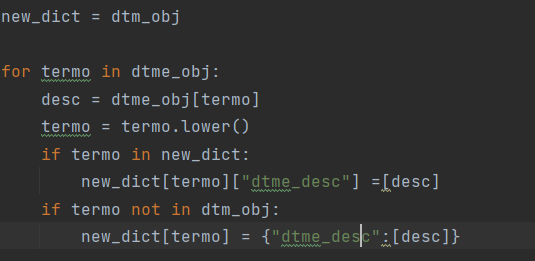 new_dict = dtm_obj
for termo in dtme_obj:
desc = dtme_obj[termo]
termo = termo.lower()
if termo in new_dict:
new_dict[termo]["dtme_desc"] =[desc]
if termo not in dtm_obj:
new_dict[termo] = {"dtme_desc":[desc]}